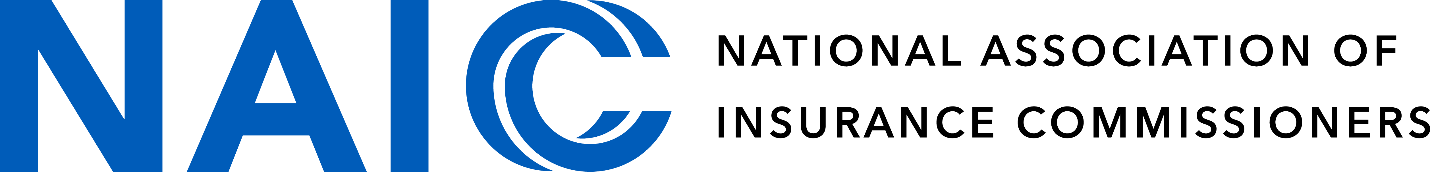 NAIC
NATIONAL ASSOCIATION OF
INSURANCE COMMISSIONERS